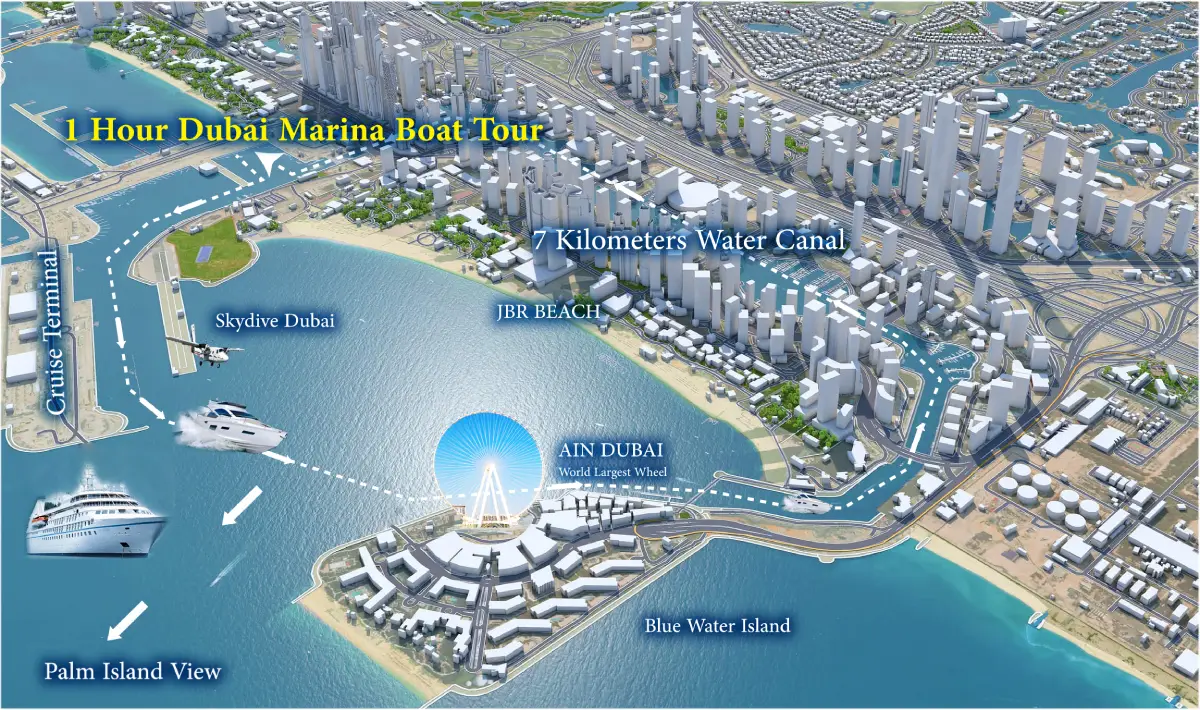 1 Hour Dubai Marina Boat Tour
7 Kilometers Water Canal
Cruise Terminal
JBR BEACH
Skydive Dubai
AIN DUBAI
World Largest Wheel
Blue Water Island
Palm Island View